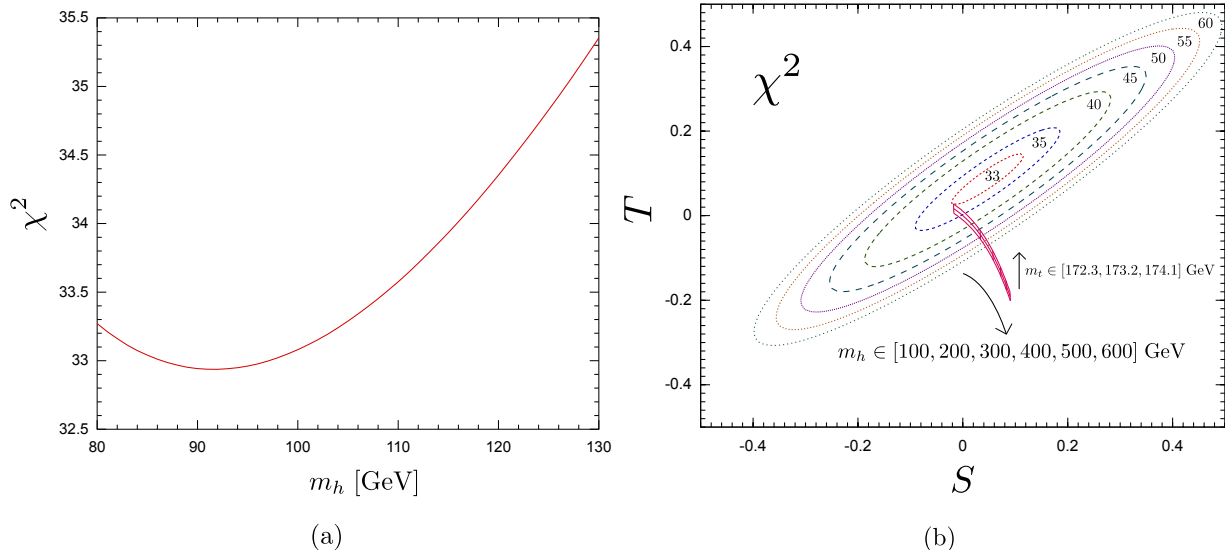 35.5
35
34.5
34
33.5
33
32.5
χ²
80 90 100 110 120 130
m_h [GeV]
(a)
χ²
60
55
50
45
40
35
33
0.4
0.2
0
-0.2
-0.4
T
m_t ∈ [172.3, 173.2, 174.1] GeV
m_h ∈ [100, 200, 300, 400, 500, 600] GeV
-0.4 -0.2 0 0.2 0.4
S
(b)